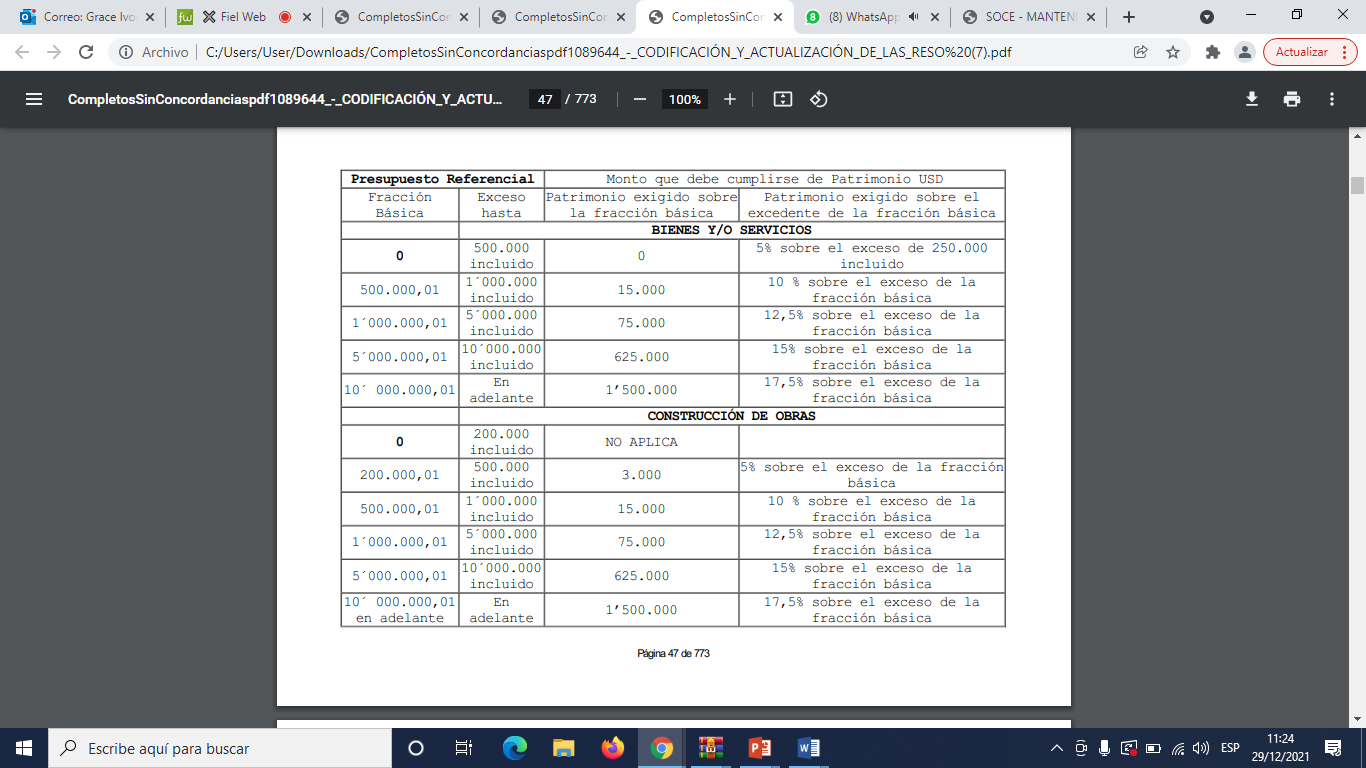 Correo: Grace Ivo
Fiel Web
CompletosSinCor
CompletosSinCor
CompletosSinCor
(8) WhatsApp
SOCE - MANTENI
Archivo
C:/Users/User/Downloads/CompletosSinConcordanciaspdf1089644_-_CODIFICACIÓN_Y_ACTUALIZACIÓN_DE_LAS_RESO%20(7).pdf
Actualizar
CompletosSinConcordanciaspdf1089644_-_CODIFICACIÓN_Y_ACTU...
47 / 773
100%
Presupuesto Referencial
Monto que debe cumplirse de Patrimonio USD
Fracción
Básica
Exceso
hasta
Patrimonio exigido sobre
la fracción básica
Patrimonio exigido sobre el
excedente de la fracción básica
BIENES Y/O SERVICIOS
0
500.000
incluido
0
5% sobre el exceso de 250.000
incluido
500.000,01
1´000.000
incluido
15.000
10 % sobre el exceso de la
fracción básica
1´000.000,01
5´000.000
incluido
75.000
12,5% sobre el exceso de la
fracción básica
5´000.000,01
10´000.000
incluido
625.000
15% sobre el exceso de la
fracción básica
10´ 000.000,01
En
adelante
1’500.000
17,5% sobre el exceso de la
fracción básica
CONSTRUCCIÓN DE OBRAS
0
200.000
incluido
NO APLICA
200.000,01
500.000
incluido
3.000
5% sobre el exceso de la fracción
básica
500.000,01
1´000.000
incluido
15.000
10 % sobre el exceso de la
fracción básica
1´000.000,01
5´000.000
incluido
75.000
12,5% sobre el exceso de la
fracción básica
5´000.000,01
10´000.000
incluido
625.000
15% sobre el exceso de la
fracción básica
10´ 000.000,01
en adelante
En
adelante
1’500.000
17,5% sobre el exceso de la
fracción básica
Página 47 de 773
Escribe aquí para buscar
ESP
11:24
29/12/2021